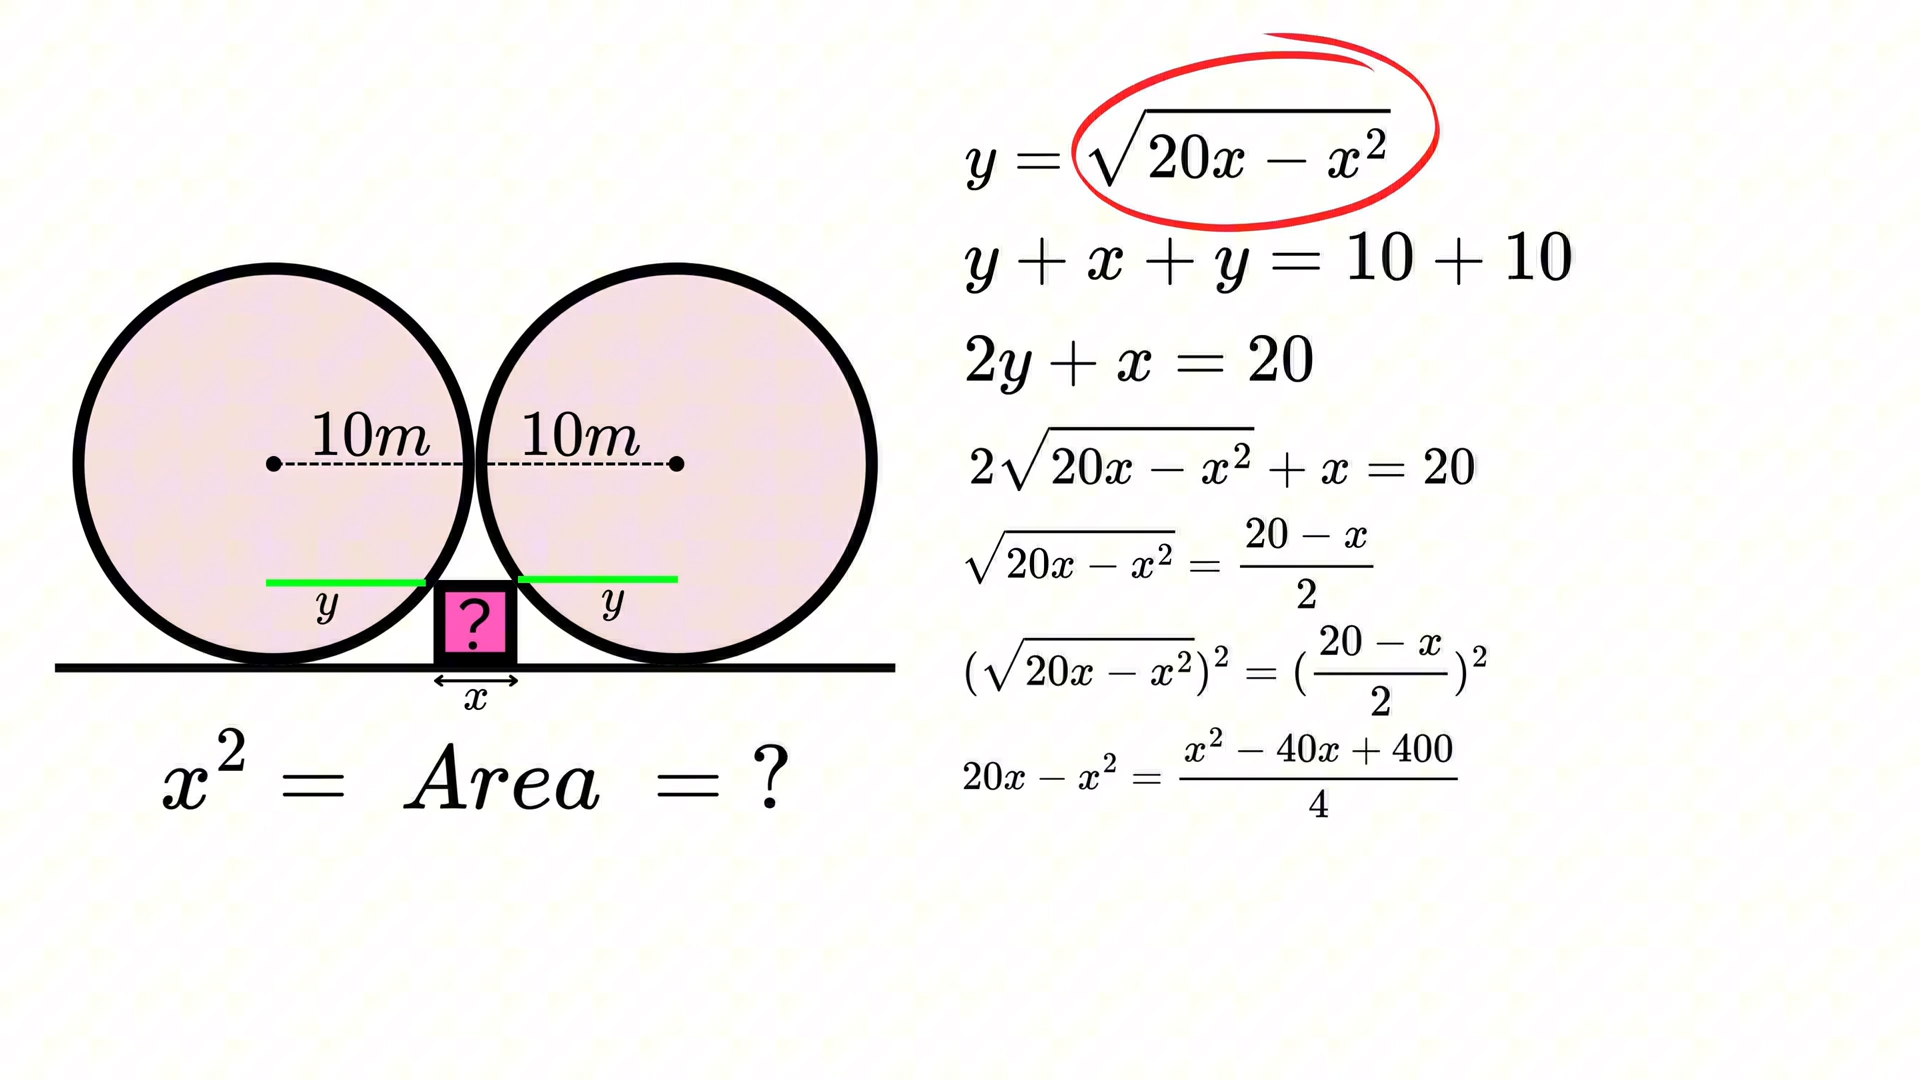 10m 10m
y y
?
x
x² = Area = ?
y = √(20x − x²)
y + x + y = 10 + 10
2y + x = 20
2√(20x − x²) + x = 20
√(20x − x²) = (20 − x)/2
(√(20x − x²))² = ((20 − x)/2)²
20x − x² = (x² − 40x + 400)/4